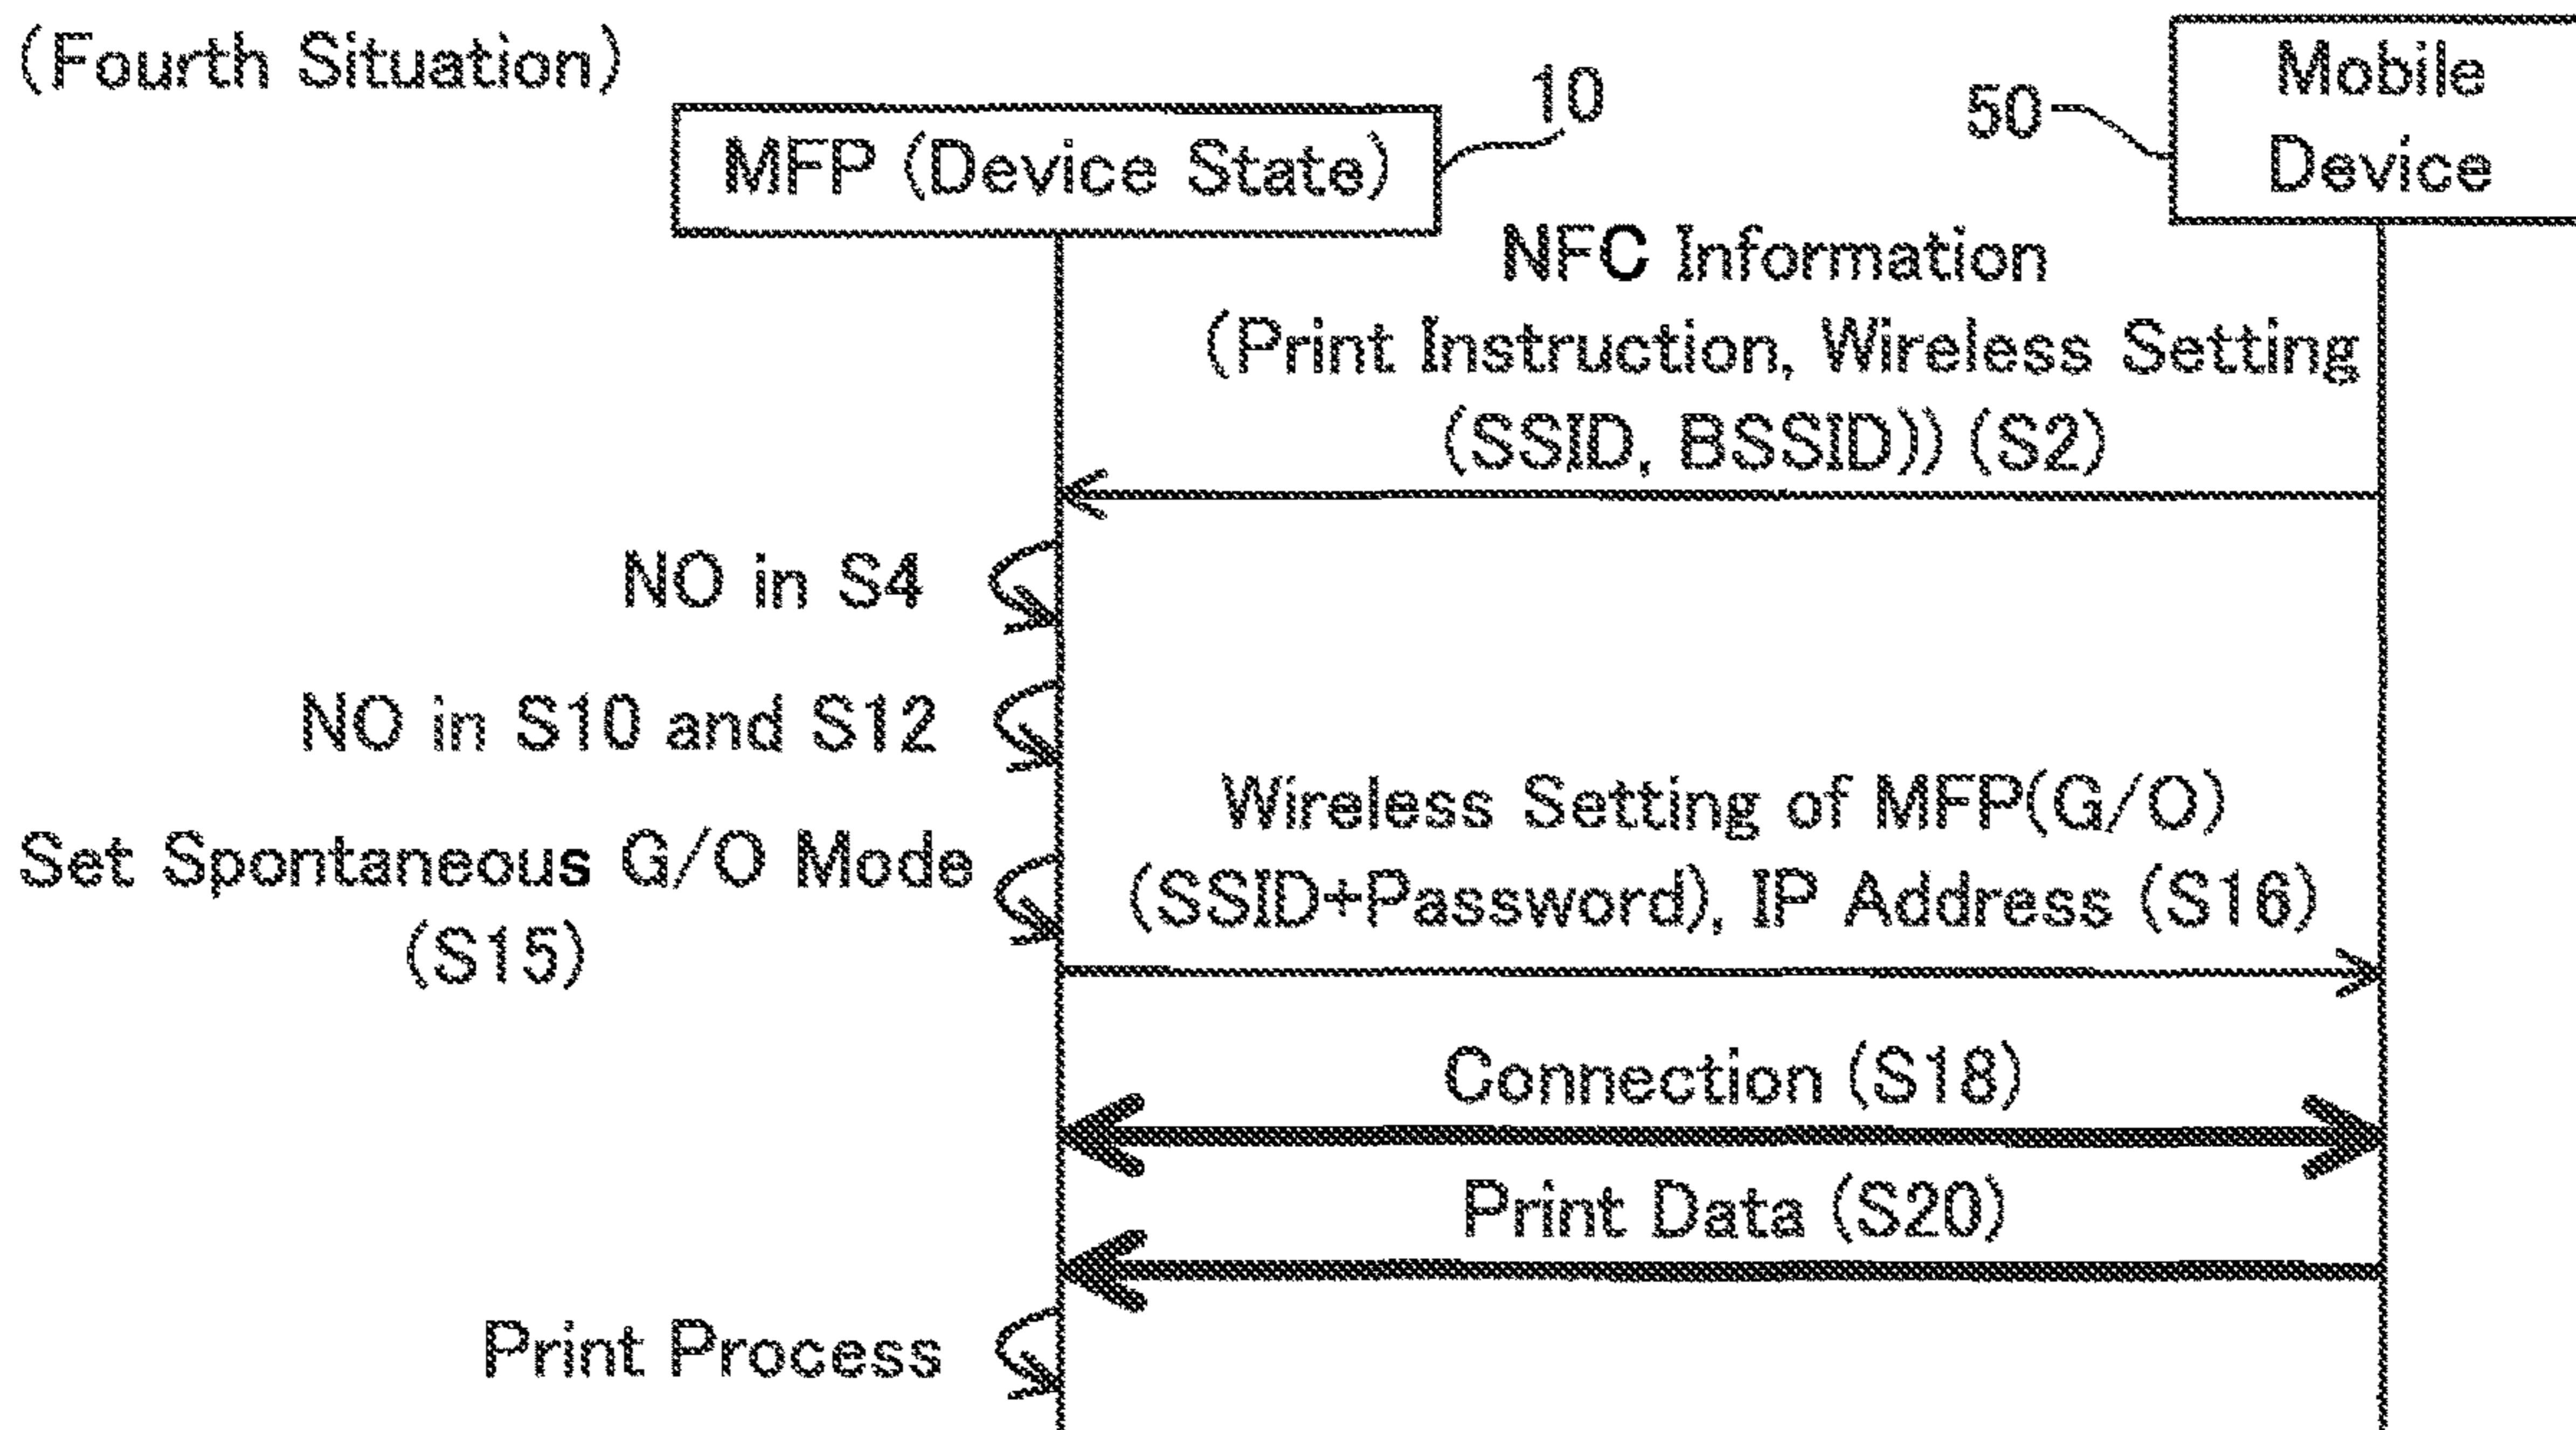 (Fourth Situation)
10
50
Mobile
Device
MFP (Device State)
NFC Information
(Print Instruction, Wireless Setting
(SSID, BSSID)) (S2)
NO in S4
NO in S10 and S12
Set Spontaneous G/O Mode
(S15)
Wireless Setting of MFP(G/O)
(SSID+Password), IP Address (S16)
Connection (S18)
Print Data (S20)
Print Process